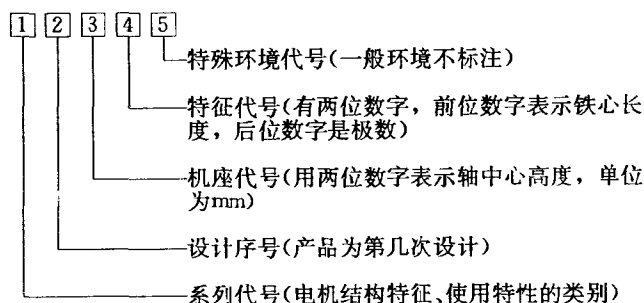 1 2 3 4 5
特殊环境代号(一般环境不标注)
特征代号(有两位数字，前位数字表示铁心长
度，后位数字是极数)
机座代号(用两位数字表示轴中心高度，单位
为mm)
设计序号(产品为第几次设计)
系列代号(电机结构特征、使用特性的类别)